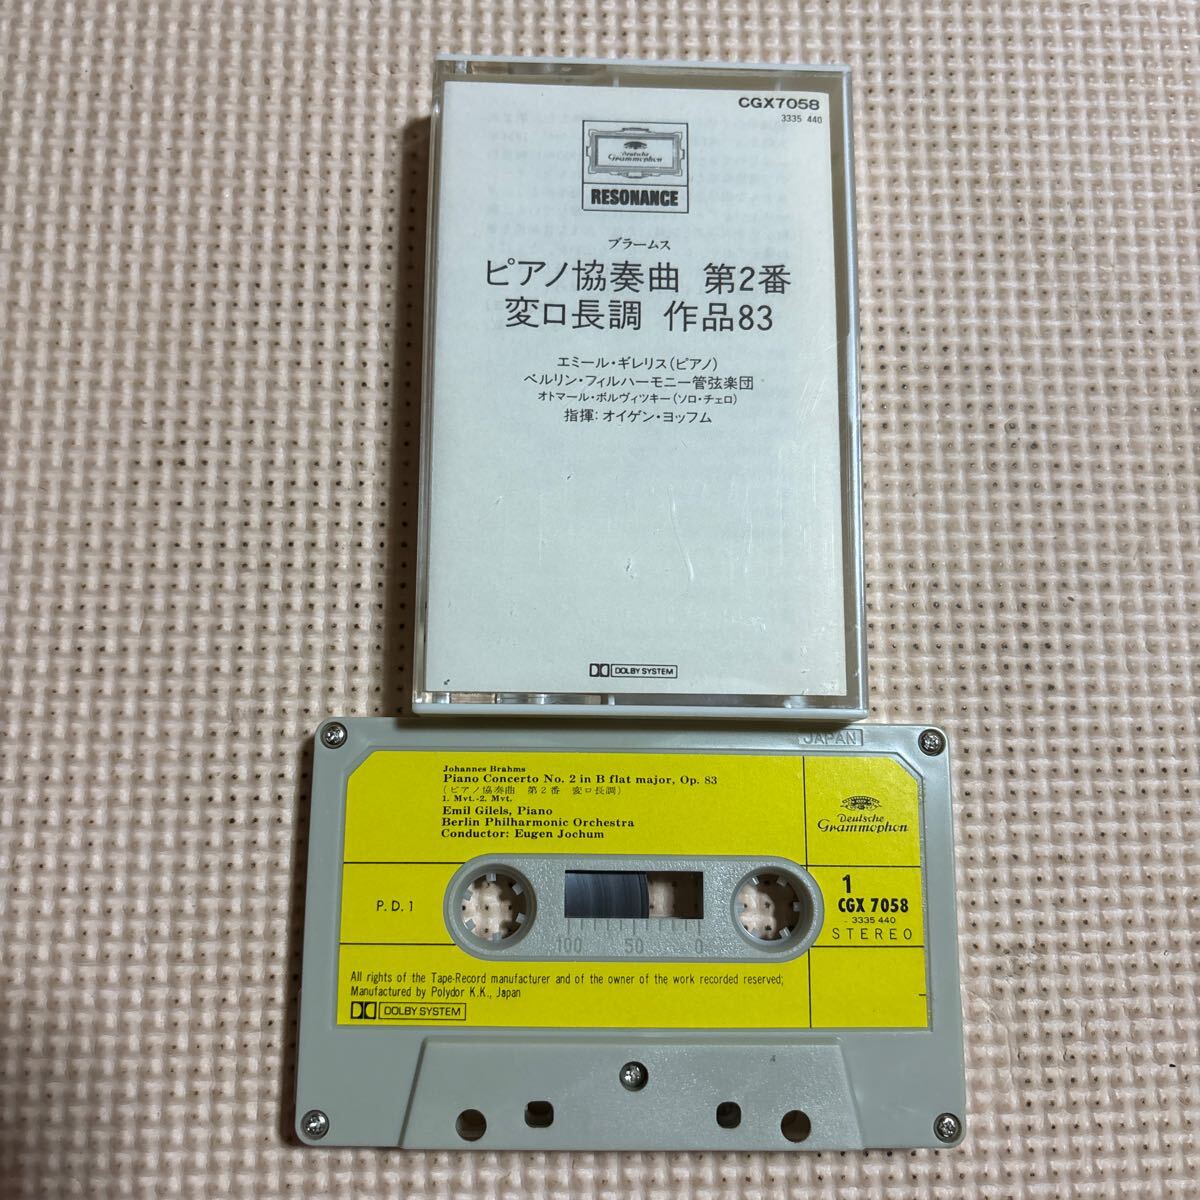 CGX7058
3335 440
Deutsche
Grammophon
RESONANCE
ブラームス
ピアノ協奏曲 第2番
変ロ長調 作品83
エミール・ギレリス(ピアノ)
ベルリン・フィルハーモニー管弦楽団
オトマール・ボルヴィツキー(ソロ・チェロ)
指揮: オイゲン・ヨッフム
DOLBY SYSTEM
JAPAN
Johannes Brahms
Piano Concerto No. 2 in B flat major, Op. 83
(ピアノ協奏曲 第2番 変ロ長調)
1. Mvt.-2. Mvt.
Emil Gilels, Piano
Berlin Philharmonic Orchestra
Conductor: Eugen Jochum
Deutsche
Grammophon
P.D.1
100 50 0
1
CGX 7058
3335 440
STEREO
All rights of the Tape-Record manufacturer and of the owner of the work recorded reserved;
Manufactured by Polydor K.K., Japan
DOLBY SYSTEM